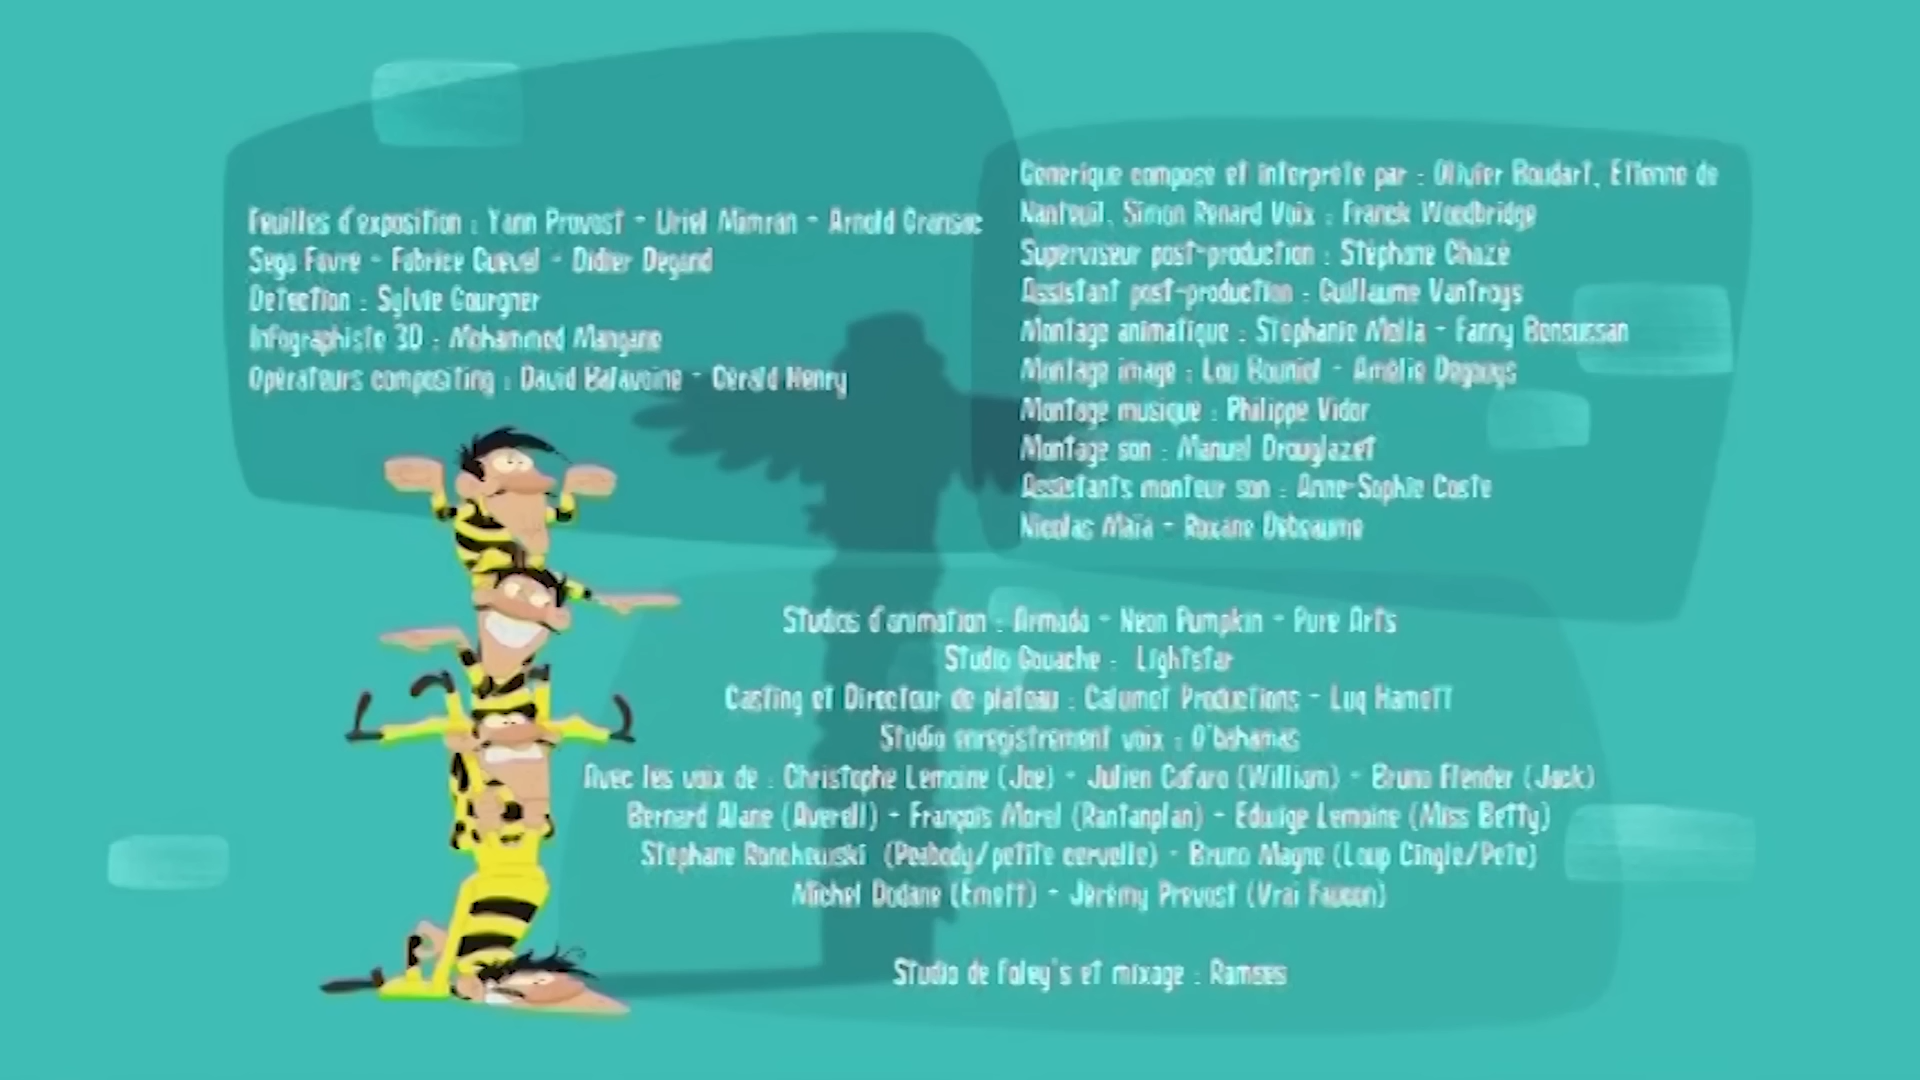 Feuilles d'exposition : Yann Provost - Uriel Mimran - Arnold Gransac
Sega Favre - Fabrice Guevel - Didier Degand
Détection : Sylvie Gourgner
Infographiste 3D : Mohammed Mangane
Opérateurs compositing : David Balavoine - Gérald Henry
Générique composé et interprété par : Olivier Boudart, Etienne de
Nanteuil, Simon Renard Voix : Franck Woodbridge
Superviseur post-production : Stéphane Chazé
Assistant post-production : Guillaume Vantroys
Montage animatique : Stéphanie Molla - Fanny Bensussan
Montage image : Lou Bouniol - Amélie Degouys
Montage musique : Philippe Vidor
Montage son : Manuel Drouglazet
Assistants monteur son : Anne-Sophie Coste
Nicolas Maïa - Roxane Debeaume
Studios d'animation : Armada - Neon Pumpkin - Pure Arts
Studio Gouache : Lightstar
Casting et Directeur de plateau : Calumet Productions - Luq Hamett
Studio enregistrement voix : O'bahamas
Avec les voix de : Christophe Lemoine (Joe) - Julien Cafaro (William) - Bruno Flender (Jack)
Bernard Alane (Averell) - François Morel (Rantanplan) - Edwige Lemoine (Miss Betty)
Stéphane Ronchewski (Peabody/petite cervelle) - Bruno Magne (Loup Cinglé/Pete)
Michel Dodane (Emett) - Jérémy Prévost (Vrai Faucon)
Studio de foley's et mixage : Ramses